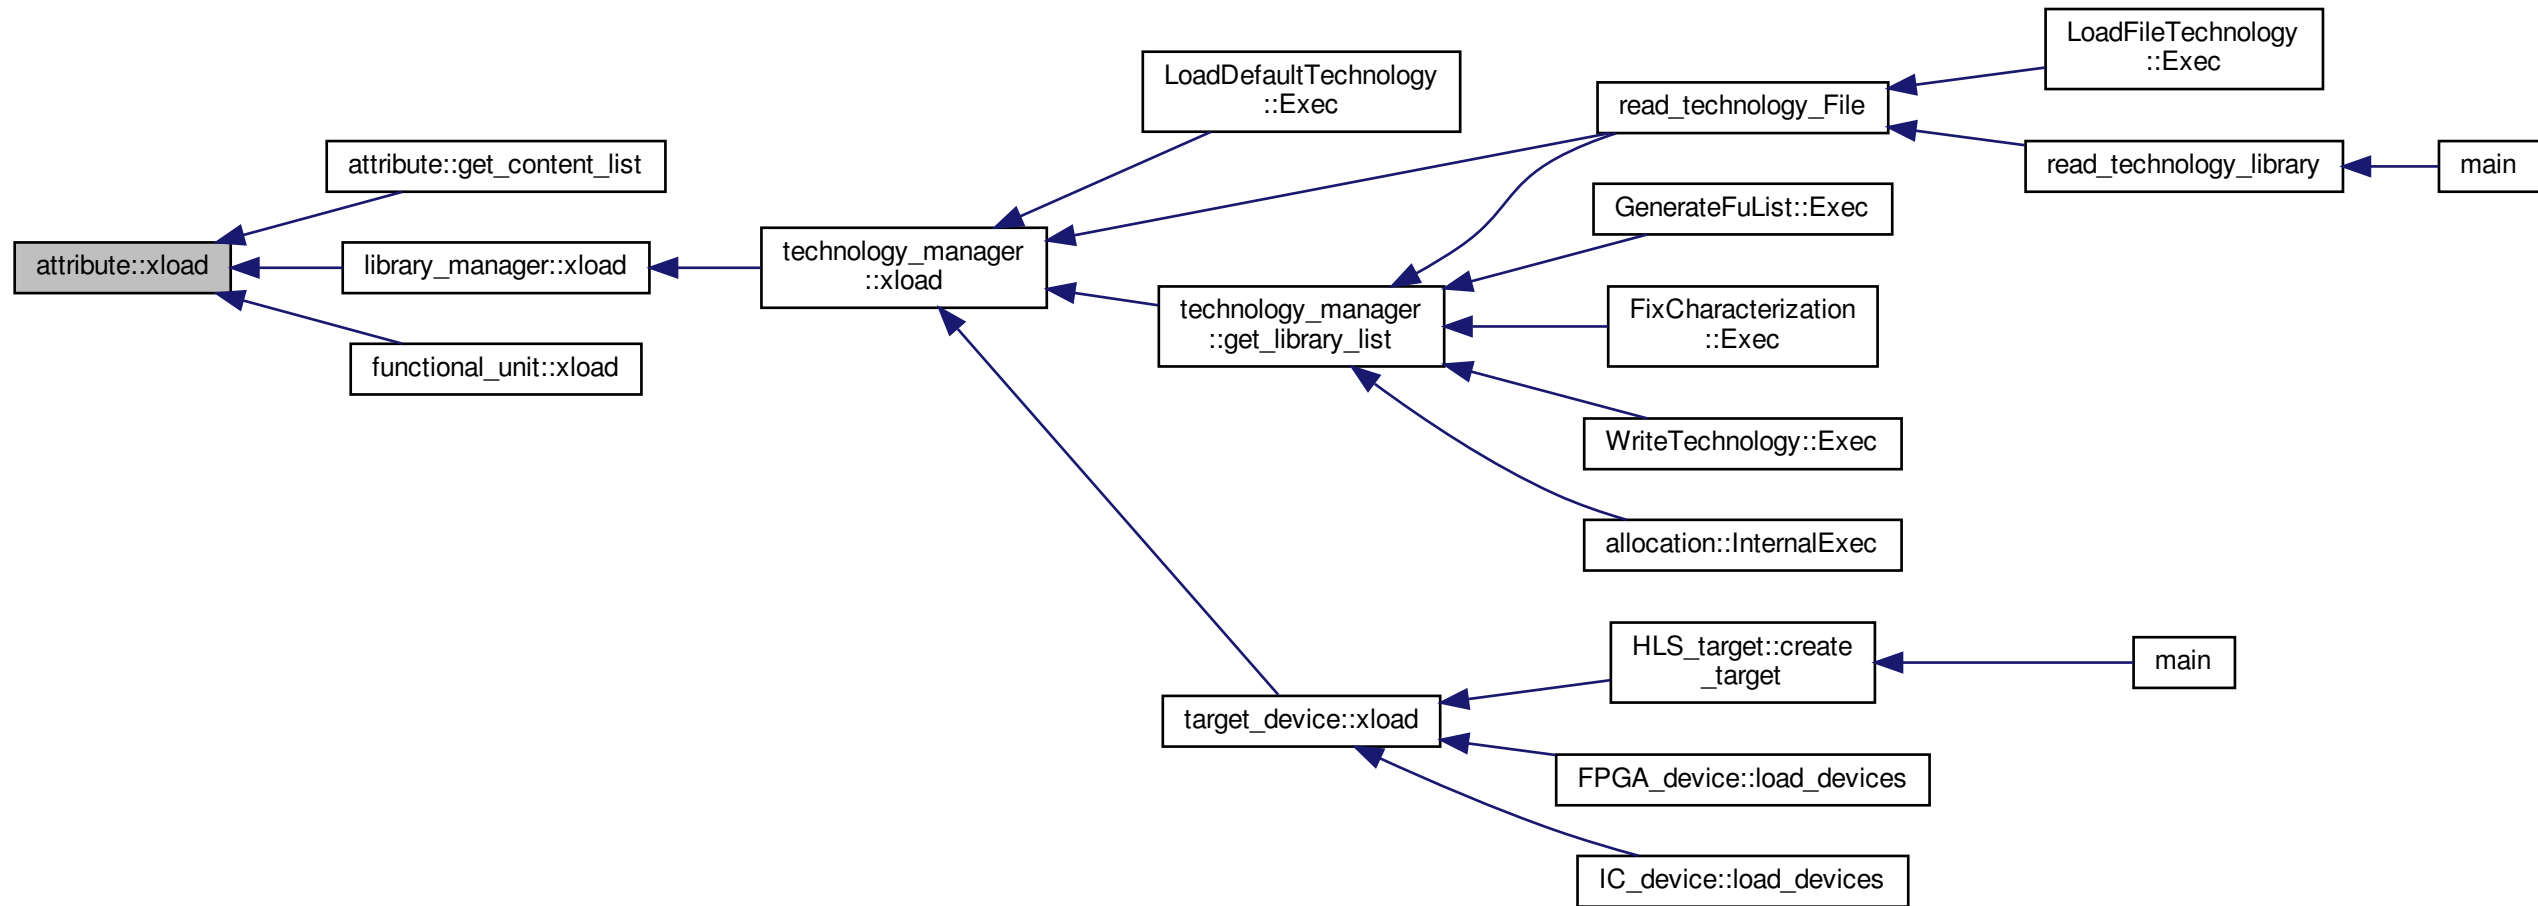 attribute::xload
attribute::get_content_list
library_manager::xload
functional_unit::xload
technology_manager
::xload
LoadDefaultTechnology
::Exec
technology_manager
::get_library_list
target_device::xload
read_technology_File
GenerateFuList::Exec
FixCharacterization
::Exec
WriteTechnology::Exec
allocation::InternalExec
HLS_target::create
_target
FPGA_device::load_devices
IC_device::load_devices
LoadFileTechnology
::Exec
read_technology_library
main
main